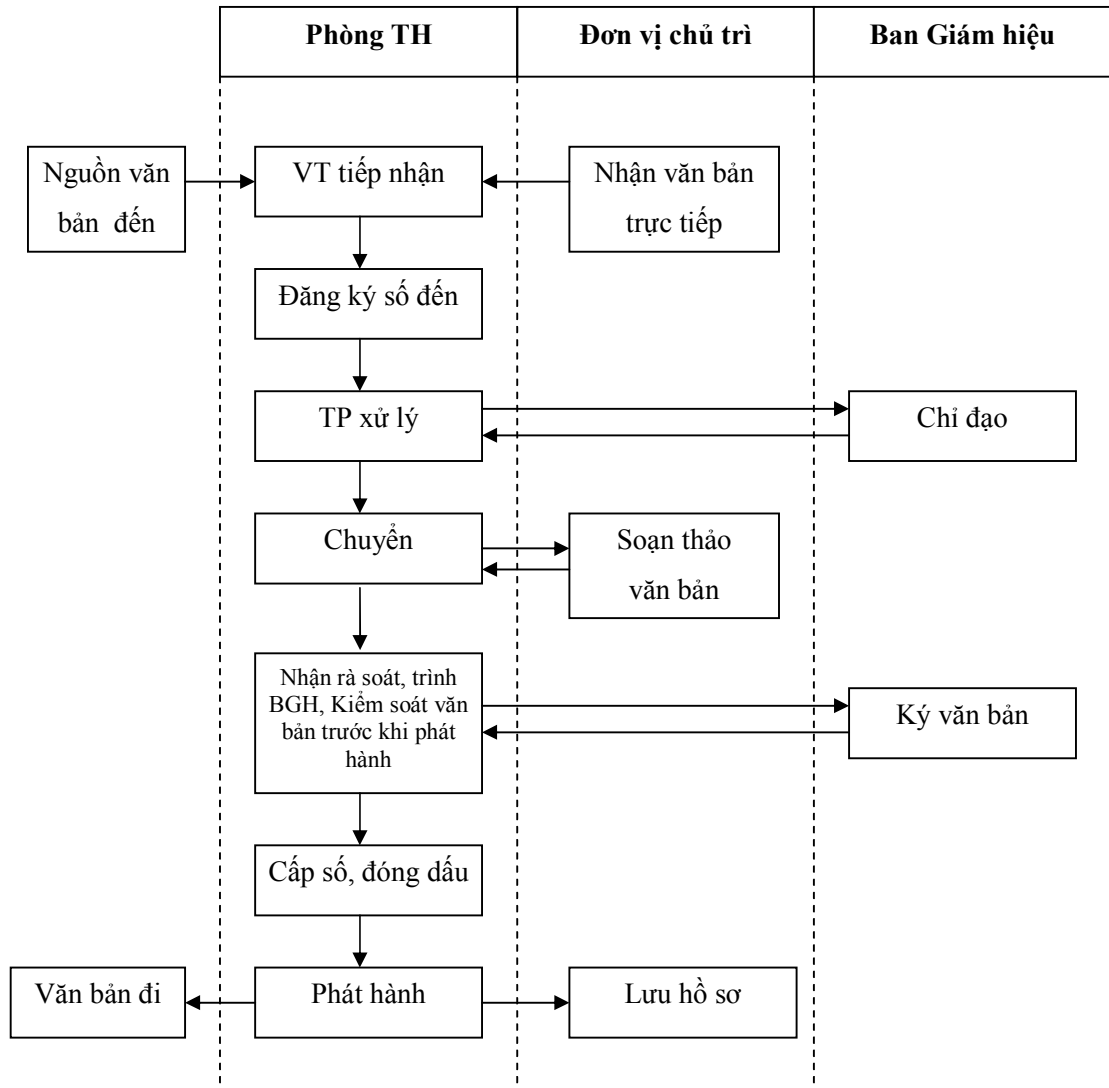 Phòng TH
Đơn vị chủ trì
Ban Giám hiệu
Nguồn văn
bản đến
VT tiếp nhận
Nhận văn bản
trực tiếp
Đăng ký số đến
TP xử lý
Chỉ đạo
Chuyển
Soạn thảo
văn bản
Nhận rà soát, trình
BGH, Kiểm soát văn
bản trước khi phát
hành
Ký văn bản
Cấp số, đóng dấu
Văn bản đi
Phát hành
Lưu hồ sơ